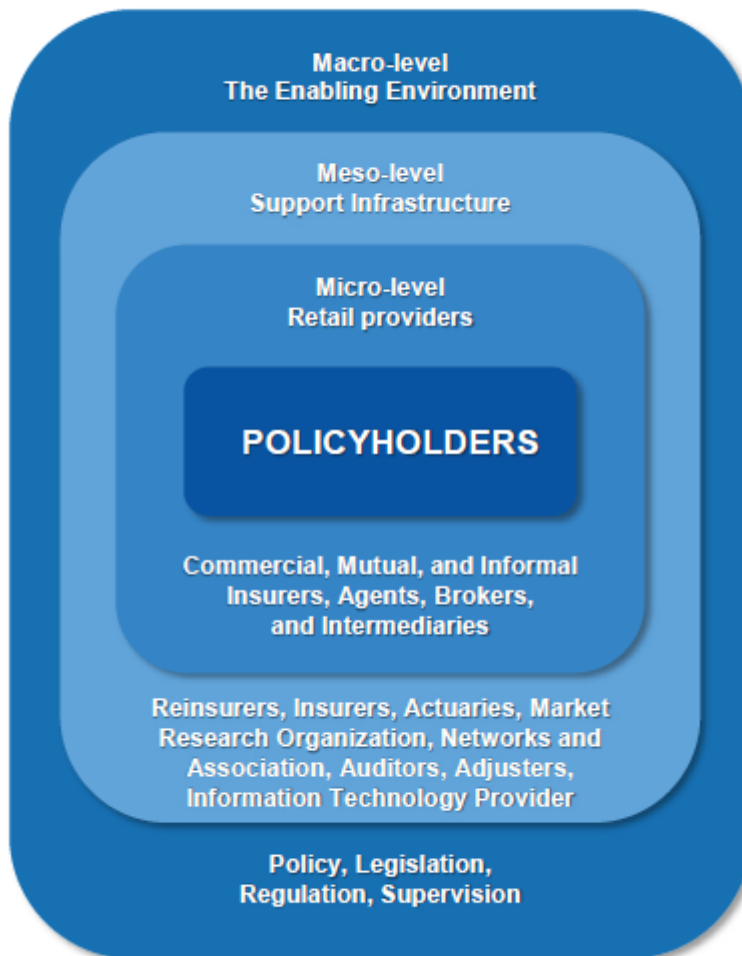 Macro-level
The Enabling Environment
Meso-level
Support Infrastructure
Micro-level
Retail providers
POLICYHOLDERS
Commercial, Mutual, and Informal
Insurers, Agents, Brokers,
and Intermediaries
Reinsurers, Insurers, Actuaries, Market
Research Organization, Networks and
Association, Auditors, Adjusters,
Information Technology Provider
Policy, Legislation,
Regulation, Supervision